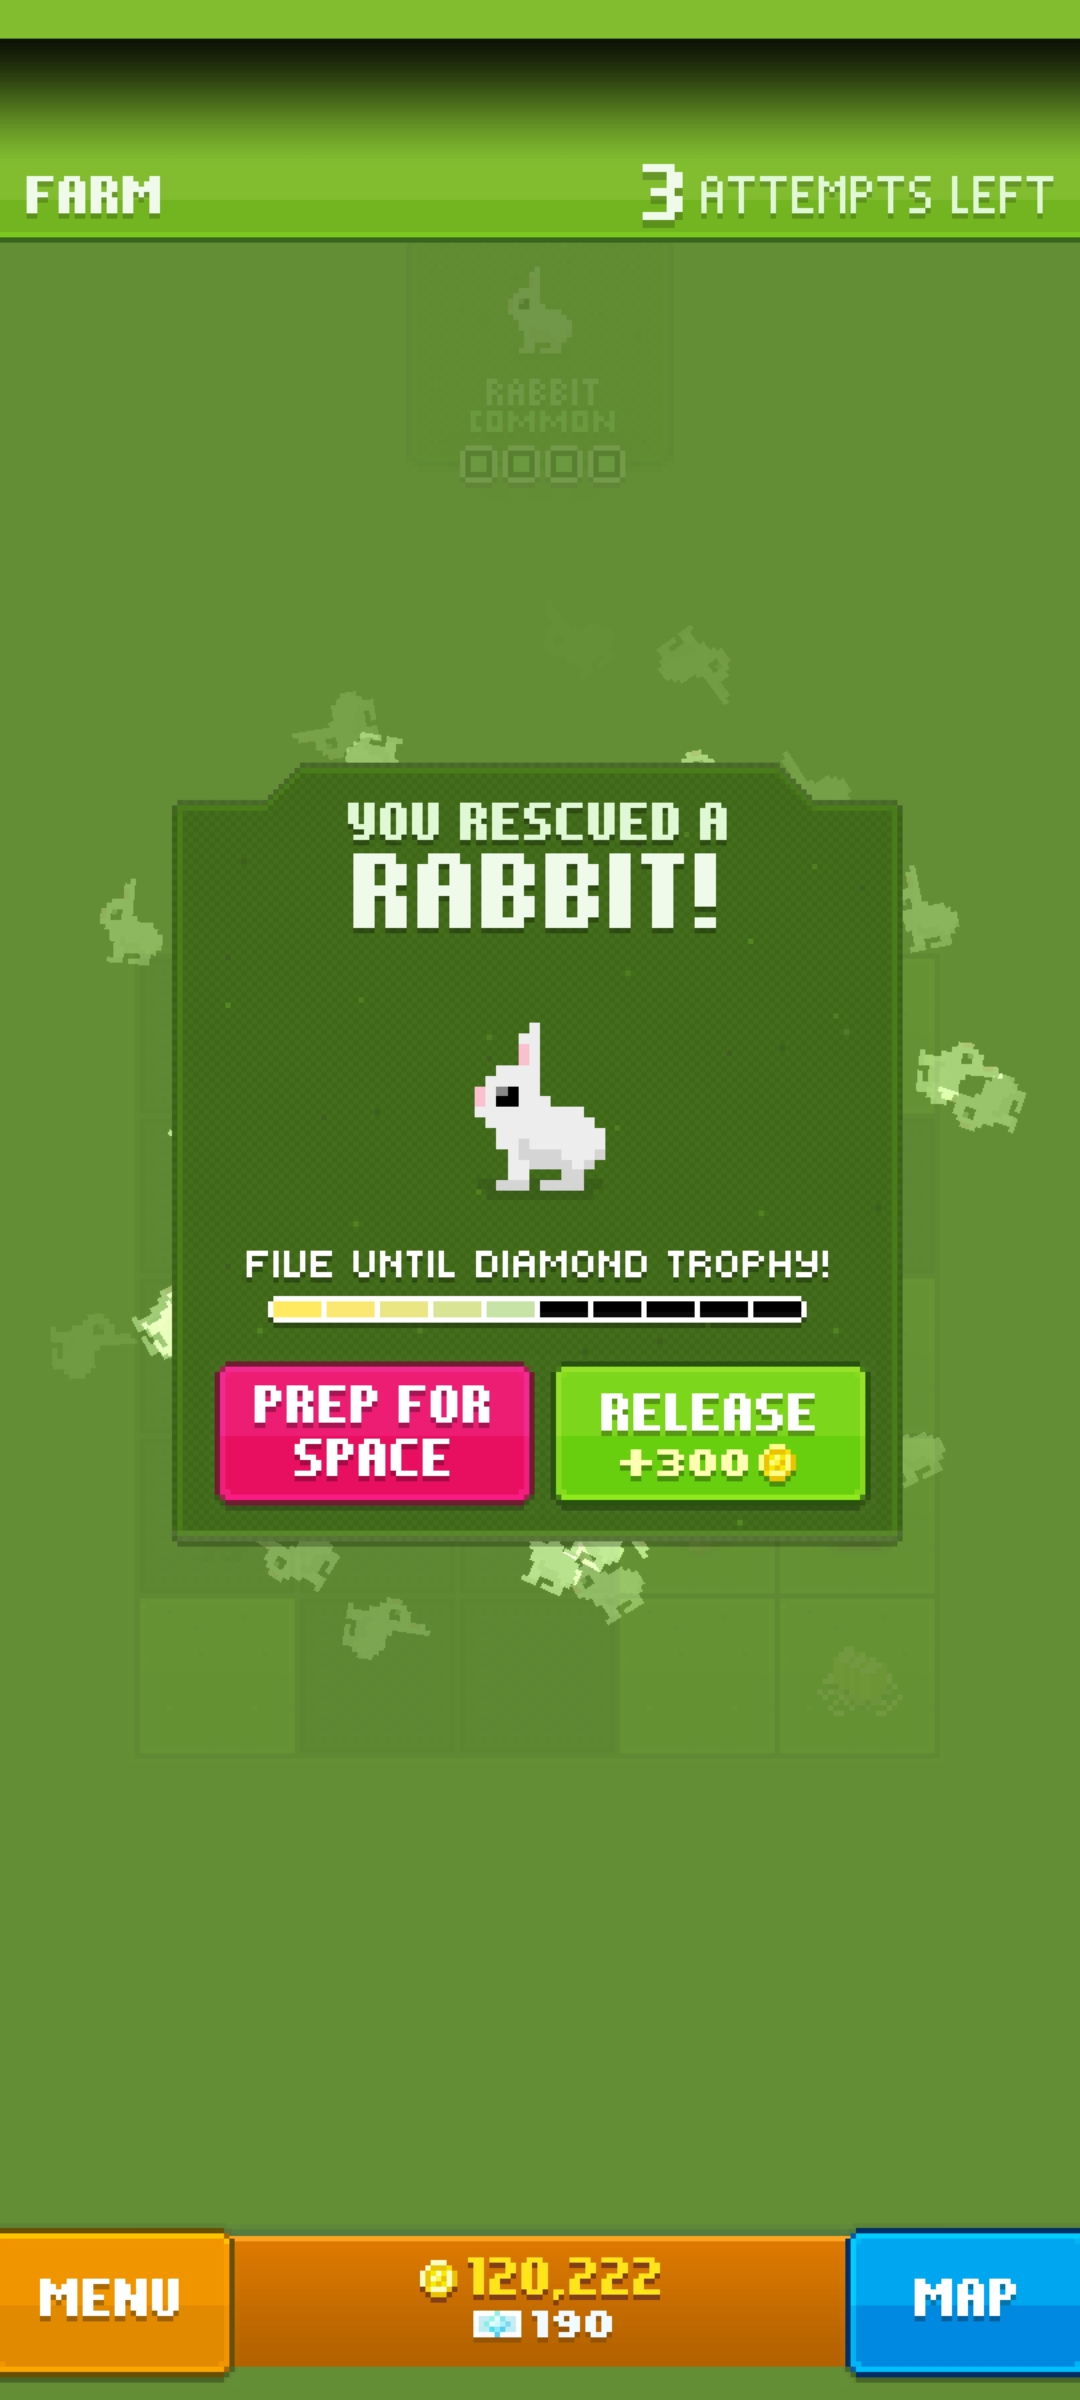 FARM
3 ATTEMPTS LEFT
RABBIT
COMMON
YOU RESCUED A
RABBIT!
FIVE UNTIL DIAMOND TROPHY!
PREP FOR
SPACE
RELEASE
+300
MENU
120,222
190
MAP